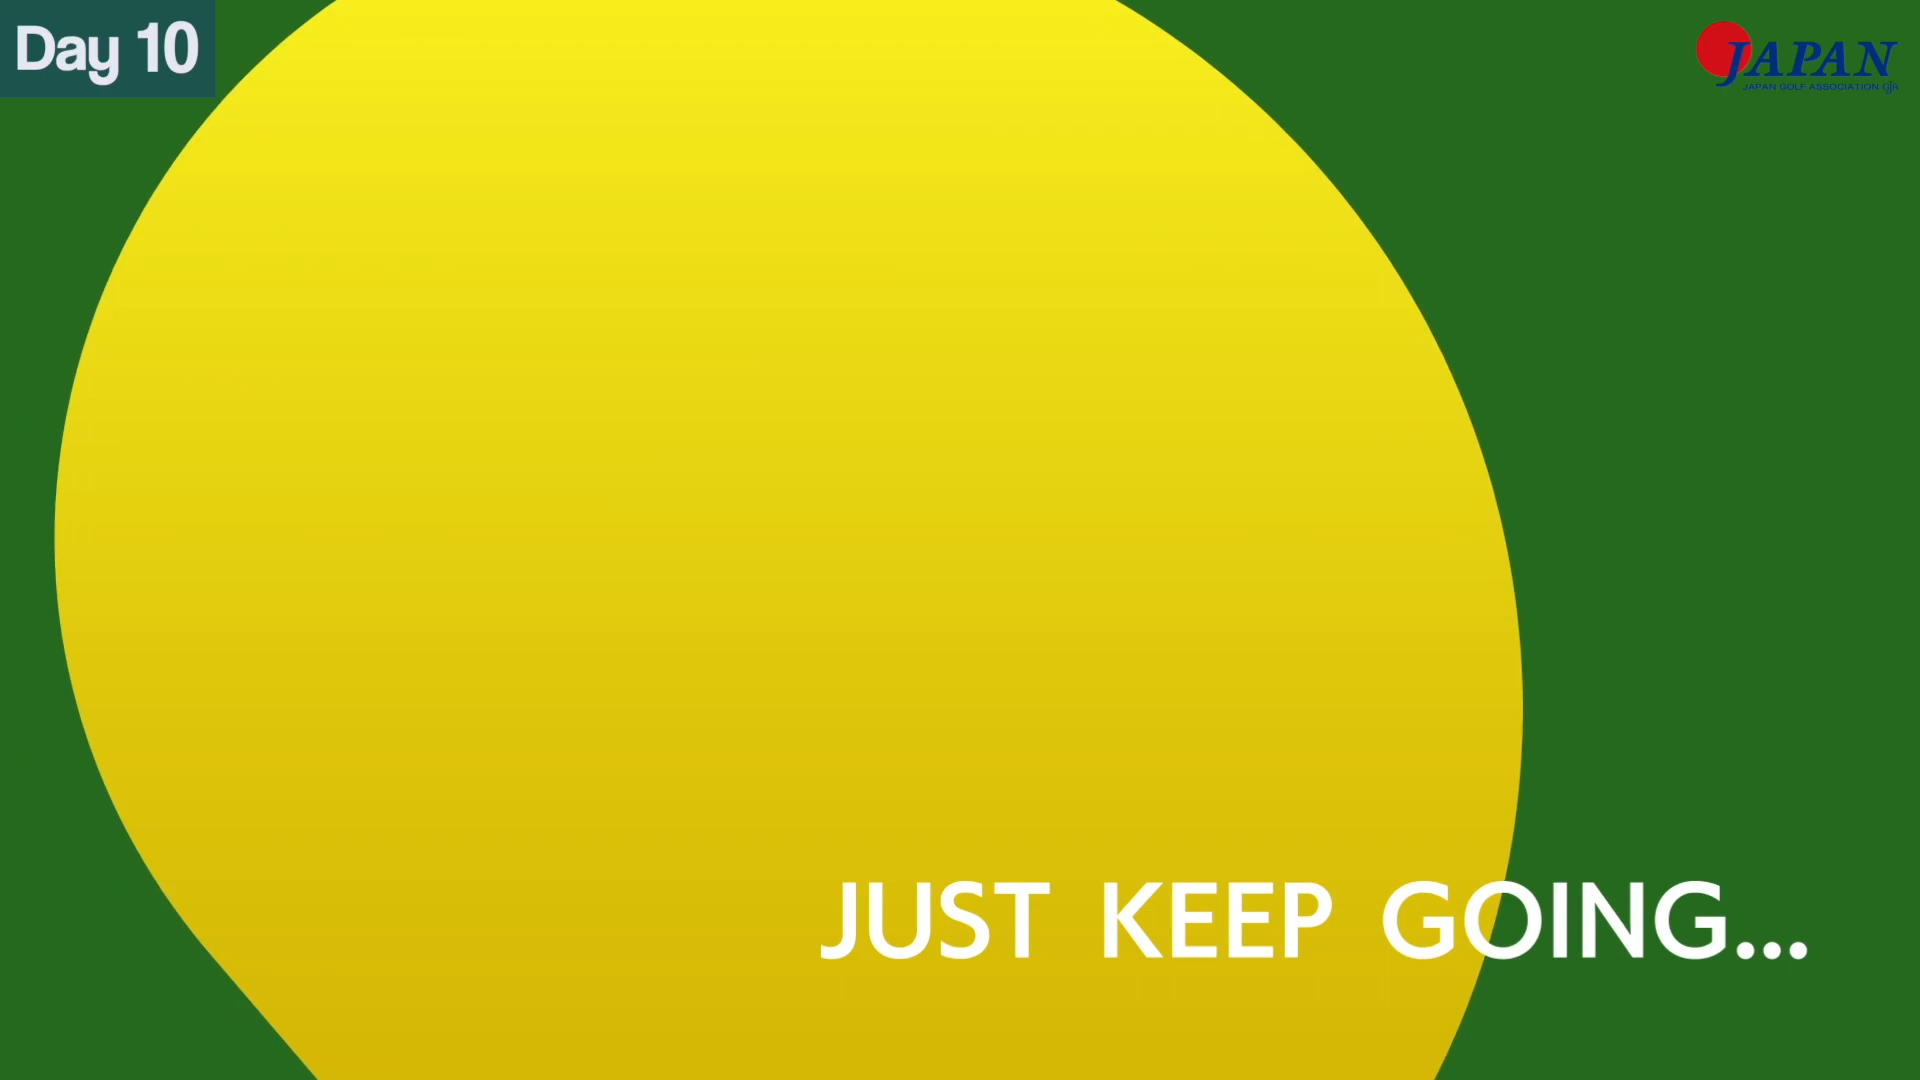 Day 10
JAPAN
JAPAN GOLF ASSOCIATION
JUST KEEP GOING...